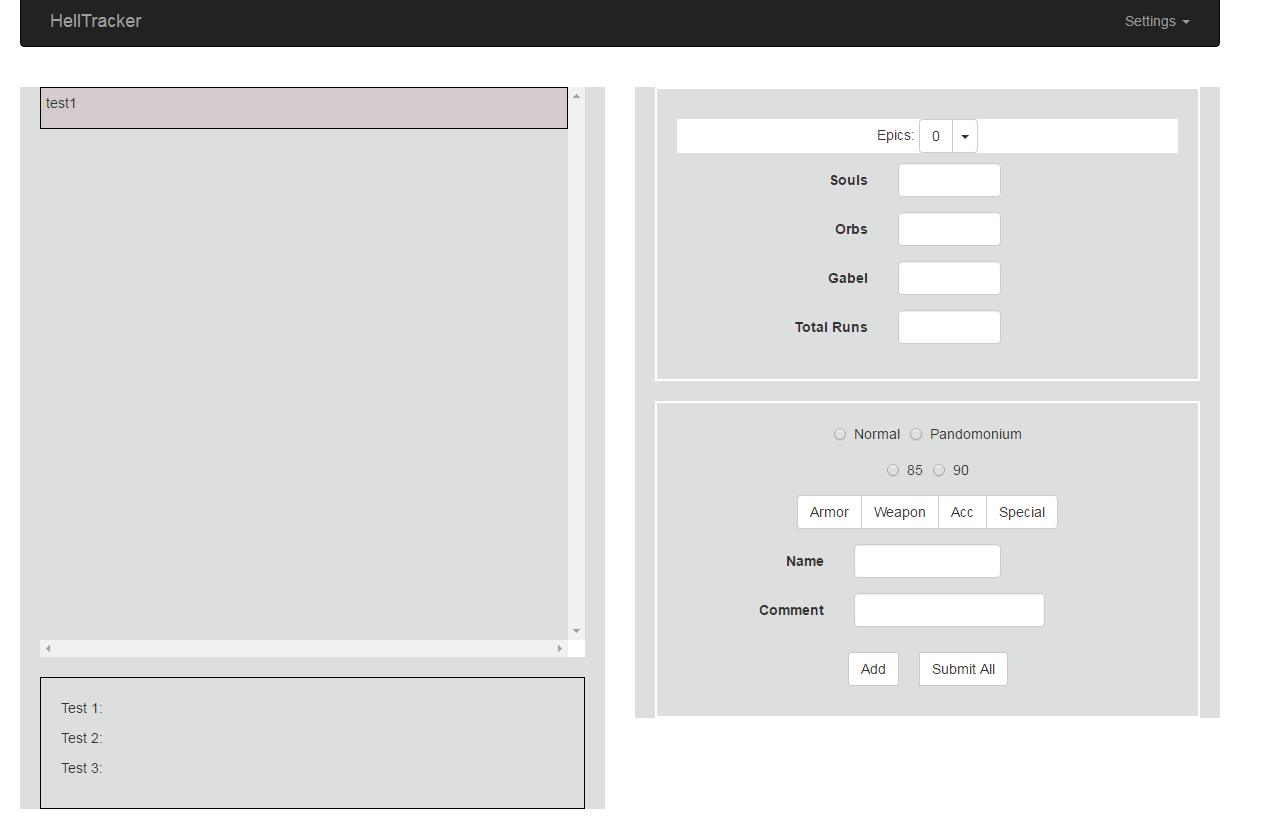 HellTracker Settings
test1
Test 1:
Test 2:
Test 3:
Epics: 0
Souls
Orbs
Gabel
Total Runs
Normal Pandomonium
85 90
Armor Weapon Acc Special
Name
Comment
Add Submit All